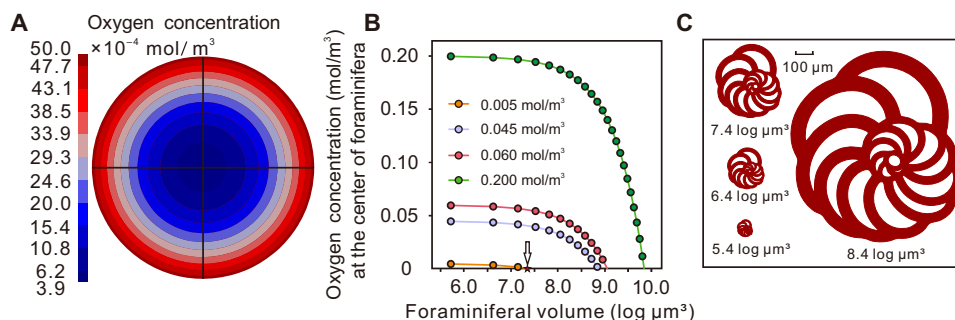 A
Oxygen concentration
×10⁻⁴ mol/ m³
50.0
47.7
43.0
38.6
33.9
29.3
24.6
20.0
15.4
10.8
6.2
3.9
B
Oxygen concentration (mol/m³)
at the center of foraminifera
0.20
0.15
0.10
0.05
0
0.005 mol/m³
0.045 mol/m³
0.060 mol/m³
0.200 mol/m³
6.0 7.0 8.0 9.0 10.0
Foraminiferal volume (log μm³)
C
100 μm
7.4 log μm³
6.4 log μm³
5.4 log μm³
8.4 log μm³